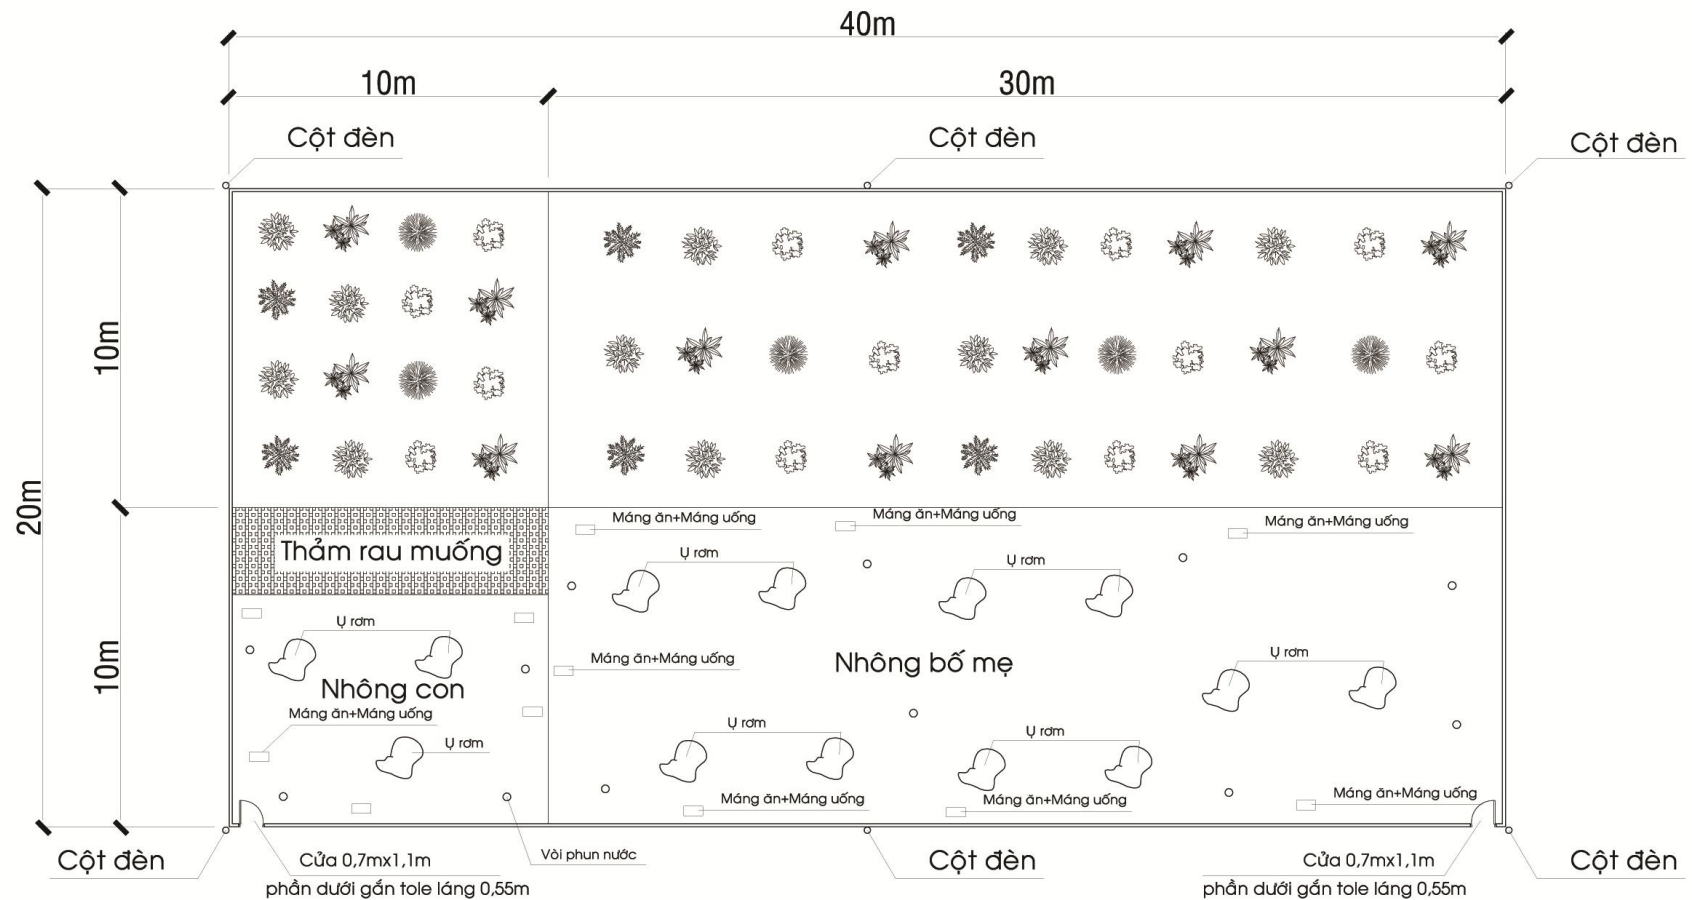 40m
10m
30m
Cột đèn
Cột đèn
Cột đèn
20m
10m
10m
Thảm rau muống
Máng ăn+Máng uống
Máng ăn+Máng uống
Máng ăn+Máng uống
Ụ rơm
Ụ rơm
Ụ rơm
Nhông con
Máng ăn+Máng uống
Ụ rơm
Máng ăn+Máng uống
Nhông bố mẹ
Ụ rơm
Ụ rơm
Ụ rơm
Máng ăn+Máng uống
Máng ăn+Máng uống
Máng ăn+Máng uống
Cột đèn
Cửa 0,7mx1,1m
phần dưới gắn tole láng 0,55m
Vòi phun nước
Cột đèn
Cửa 0,7mx1,1m
phần dưới gắn tole láng 0,55m
Cột đèn